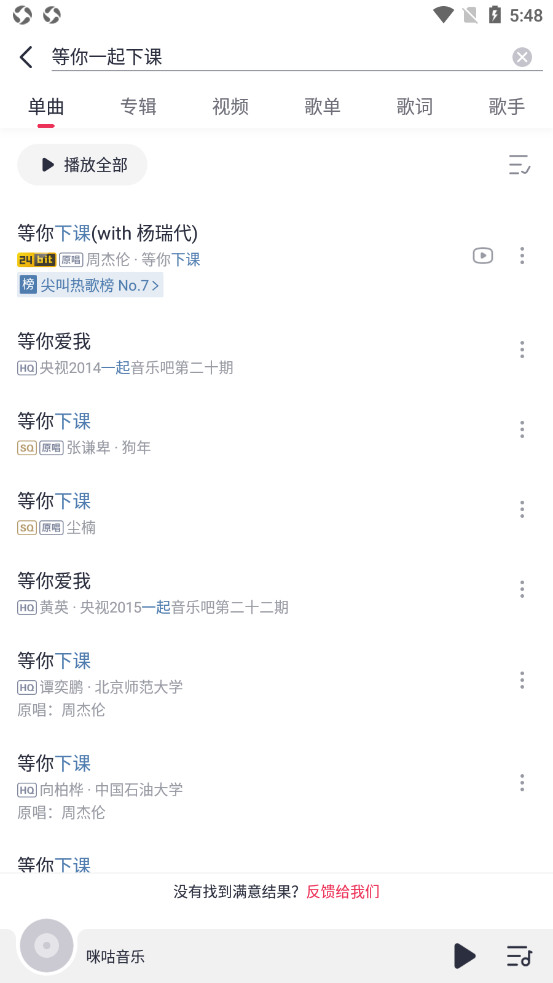 5:48
等你一起下课
单曲 专辑 视频 歌单 歌词 歌手
播放全部
等你下课(with 杨瑞代)
24bit 原唱 周杰伦 · 等你下课
榜 尖叫热歌榜 No.7
等你爱我
HQ 央视2014一起音乐吧第二十期
等你下课
SQ 原唱 张谦卑 · 狗年
等你下课
SQ 原唱 尘楠
等你爱我
HQ 黄英 · 央视2015一起音乐吧第二十二期
等你下课
HQ 谭奕鹏 · 北京师范大学
原唱：周杰伦
等你下课
HQ 向柏桦 · 中国石油大学
原唱：周杰伦
等你下课
没有找到满意结果？反馈给我们
咪咕音乐